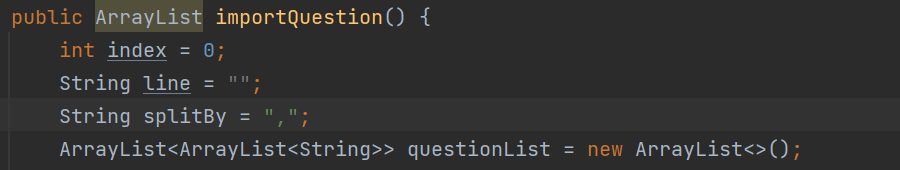 public ArrayList importQuestion() {
int index = 0;
String line = "";
String splitBy = ",";
ArrayList<ArrayList<String>> questionList = new ArrayList<>();